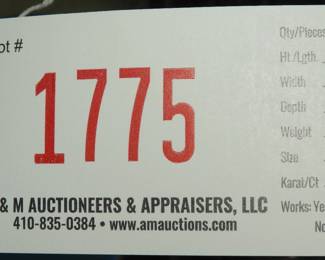 ot #
1775
& M AUCTIONEERS & APPRAISERS, LLC
410-835-0384 • www.amauctions.com
Qty/Pieces
Ht./Lgth.
Width
Depth
Weight
Size
Karat/Ct
Works: Ye
No